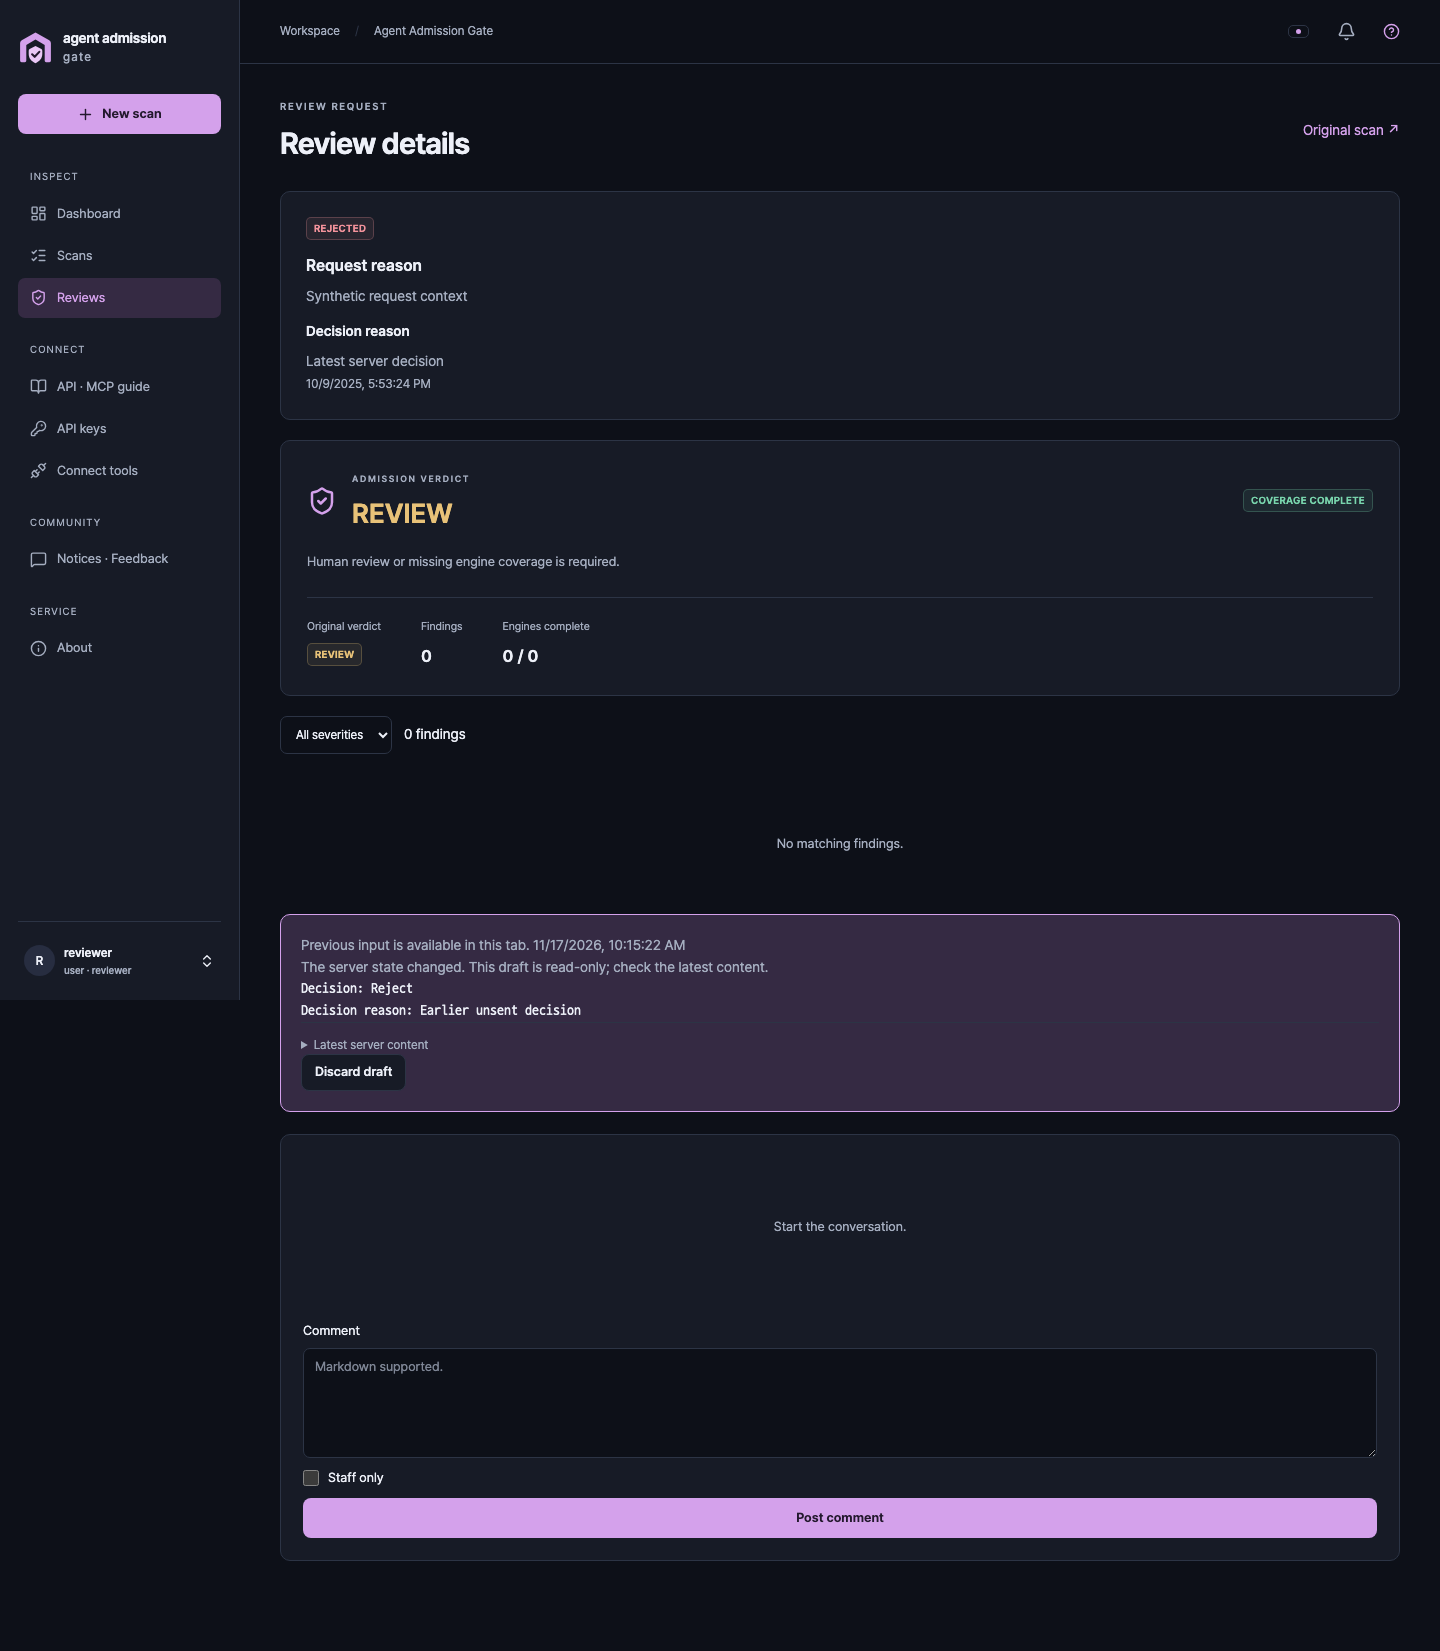 agent admission
gate
New scan
INSPECT
Dashboard
Scans
Reviews
CONNECT
API · MCP guide
API keys
Connect tools
COMMUNITY
Notices · Feedback
SERVICE
About
R
reviewer
user · reviewer
Workspace / Agent Admission Gate
REVIEW REQUEST
Review details
Original scan ↗
REJECTED
Request reason
Synthetic request context
Decision reason
Latest server decision
10/9/2025, 5:53:24 PM
ADMISSION VERDICT
REVIEW
COVERAGE COMPLETE
Human review or missing engine coverage is required.
Original verdict
REVIEW
Findings
0
Engines complete
0 / 0
All severities
0 findings
No matching findings.
Previous input is available in this tab. 11/17/2026, 10:15:22 AM
The server state changed. This draft is read-only; check the latest content.
Decision: Reject
Decision reason: Earlier unsent decision
Latest server content
Discard draft
Start the conversation.
Comment
Markdown supported.
Staff only
Post comment